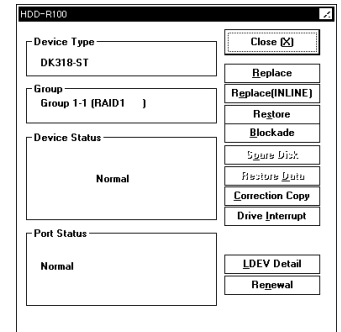 HDD-R100
Device Type
DK318-ST
Group
Group 1-1 (RAID1 )
Device Status
Normal
Port Status
Normal
Close (X)
Replace
Replace(INLINE)
Restore
Blockade
Spare Disk
Restore Data
Correction Copy
Drive Interrupt
LDEV Detail
Renewal